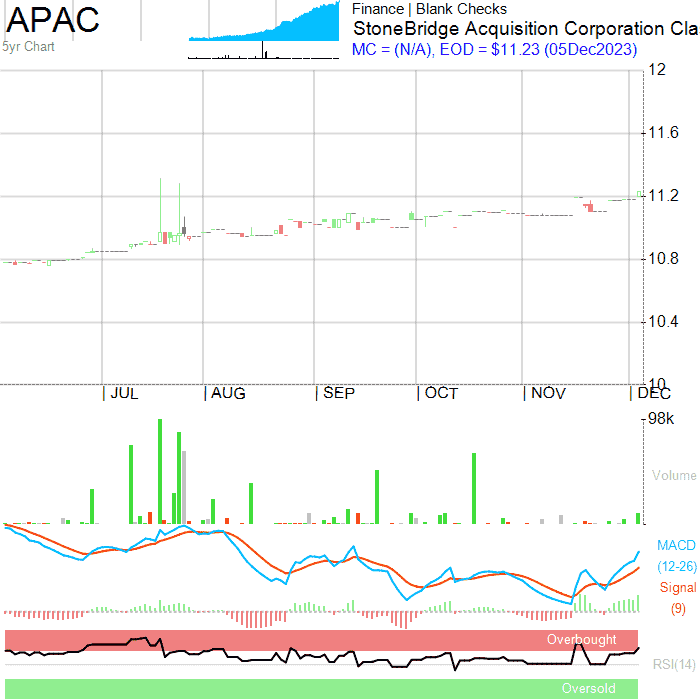 APAC
5yr Chart
Finance | Blank Checks
StoneBridge Acquisition Corporation Cla
MC = (N/A), EOD = $11.23 (05Dec2023)
12
11.6
11.2
10.8
10.4
10
| JUL | AUG | SEP | OCT | NOV | DEC
98k
Volume
MACD
(12-26)
Signal
(9)
Overbought
RSI(14)
Oversold